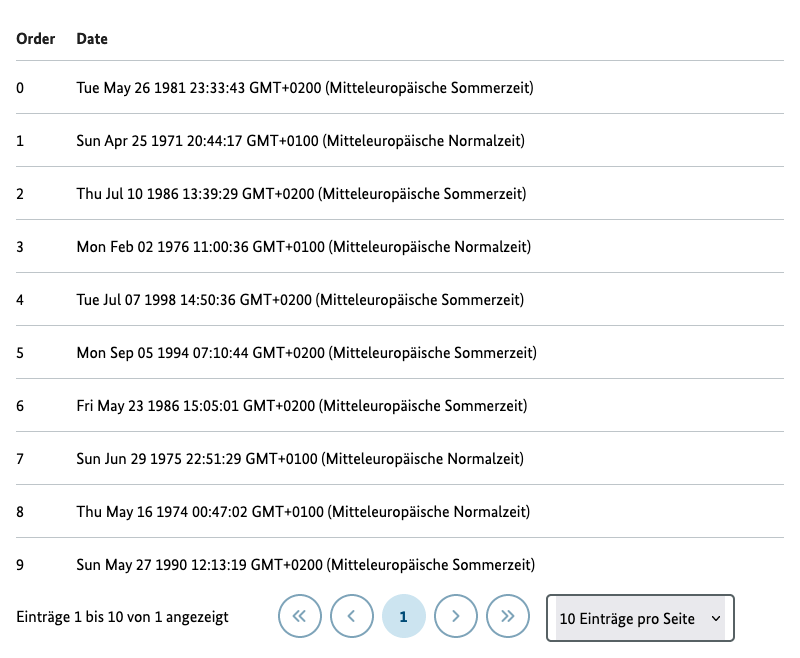 Order Date
0 Tue May 26 1981 23:33:43 GMT+0200 (Mitteleuropäische Sommerzeit)
1 Sun Apr 25 1971 20:44:17 GMT+0100 (Mitteleuropäische Normalzeit)
2 Thu Jul 10 1986 13:39:29 GMT+0200 (Mitteleuropäische Sommerzeit)
3 Mon Feb 02 1976 11:00:36 GMT+0100 (Mitteleuropäische Normalzeit)
4 Tue Jul 07 1998 14:50:36 GMT+0200 (Mitteleuropäische Sommerzeit)
5 Mon Sep 05 1994 07:10:44 GMT+0200 (Mitteleuropäische Sommerzeit)
6 Fri May 23 1986 15:05:01 GMT+0200 (Mitteleuropäische Sommerzeit)
7 Sun Jun 29 1975 22:51:29 GMT+0100 (Mitteleuropäische Normalzeit)
8 Thu May 16 1974 00:47:02 GMT+0100 (Mitteleuropäische Normalzeit)
9 Sun May 27 1990 12:13:19 GMT+0200 (Mitteleuropäische Sommerzeit)
Einträge 1 bis 10 von 1 angezeigt 1 10 Einträge pro Seite